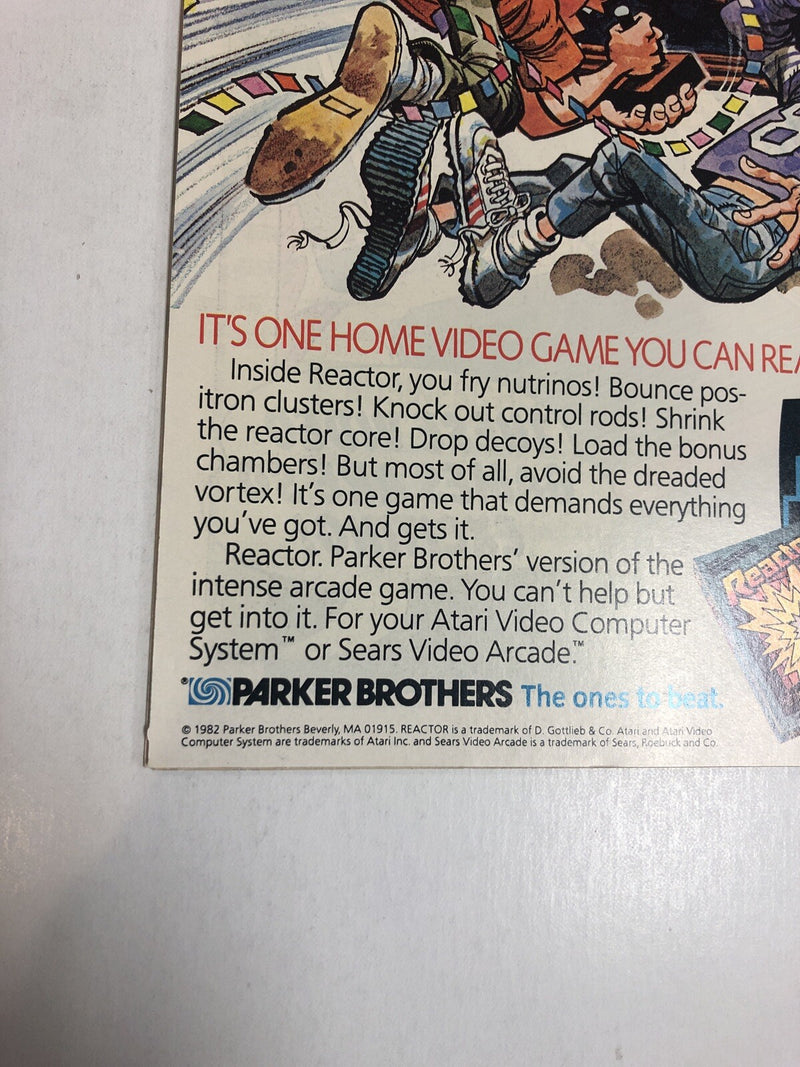 IT'S ONE HOME VIDEO GAME YOU CAN
Inside Reactor, you fry nutrinos! Bounce pos-
itron clusters! Knock out control rods! Shrink
the reactor core! Drop decoys! Load the bonus
chambers! But most of all, avoid the dreaded
vortex! It's one game that demands everything
you've got. And gets it.
Reactor. Parker Brothers' version of the
intense arcade game. You can't help but
get into it. For your Atari Video Computer
System™ or Sears Video Arcade.™
PARKER BROTHERS The ones to beat.
© 1982 Parker Brothers Beverly, MA 01915. REACTOR is a trademark of D. Gottlieb & Co. Atari and Atari Video
Computer System are trademarks of Atari Inc. and Sears Video Arcade is a trademark of Sears, Roebuck and Co.